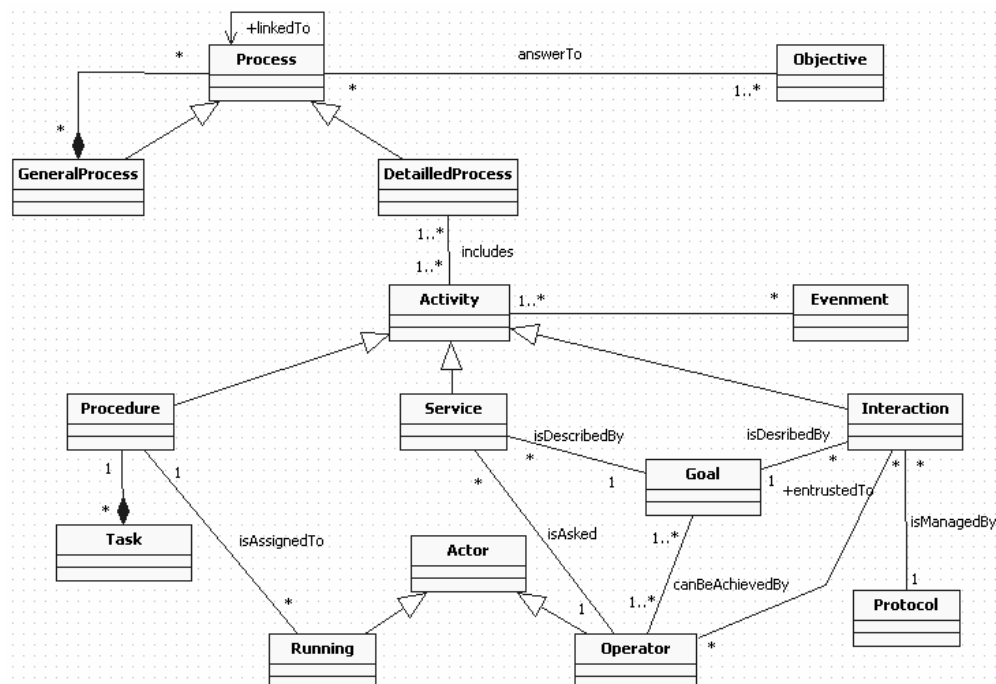 +linkedTo
*
Process
answerTo
Objective
*
1..*
*
GeneralProcess
DetailledProcess
1..*
includes
1..*
Activity
1..*
*
Evenment
Procedure
Service
Interaction
isDescribedBy
isDesribedBy
*
*
1
1
*
1
Goal
1
+entrustedTo
*
*
*
Task
isAssignedTo
Actor
isAsked
1..*
isManagedBy
canBeAchievedBy
1
Protocol
*
1
1..*
Running
Operator
*